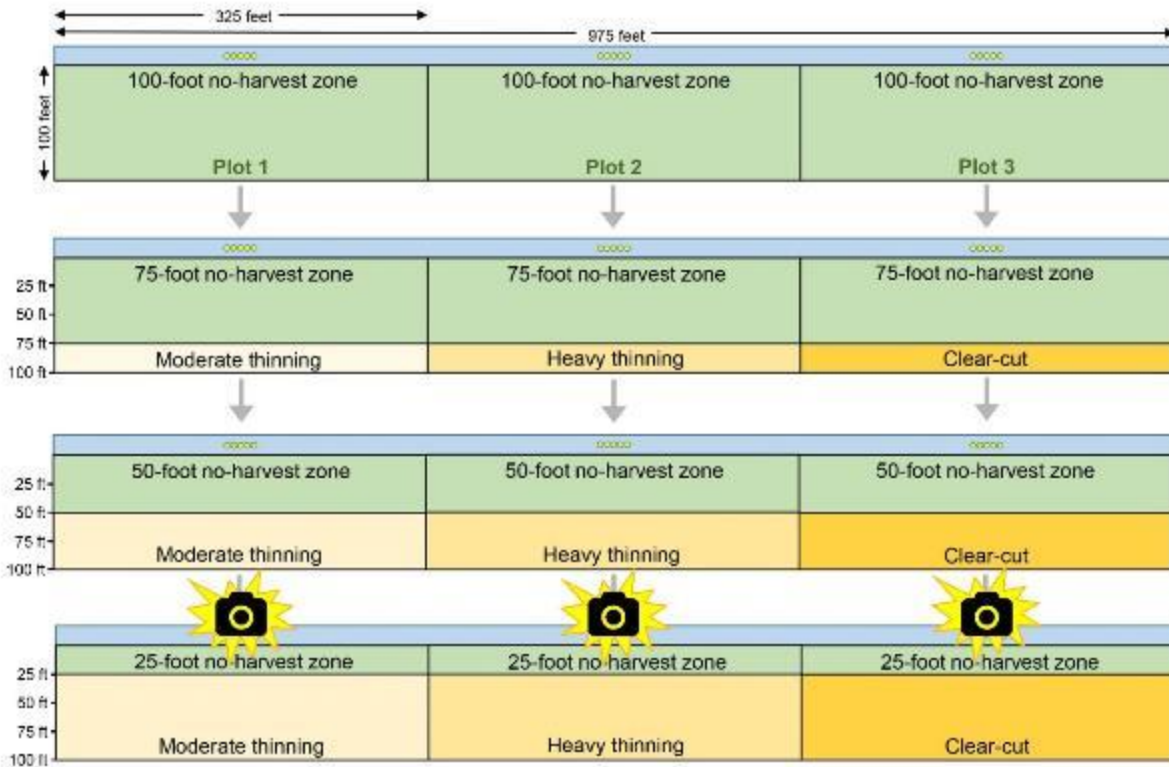 325 feet
975 feet
100 feet
100-foot no-harvest zone 100-foot no-harvest zone 100-foot no-harvest zone
Plot 1 Plot 2 Plot 3
75-foot no-harvest zone 75-foot no-harvest zone 75-foot no-harvest zone
25 ft
50 ft
75 ft
Moderate thinning Heavy thinning Clear-cut
100 ft
50-foot no-harvest zone 50-foot no-harvest zone 50-foot no-harvest zone
25 ft
50 ft
75 ft
Moderate thinning Heavy thinning Clear-cut
100 ft
25-foot no-harvest zone 25-foot no-harvest zone 25-foot no-harvest zone
25 ft
50 ft
75 ft
Moderate thinning Heavy thinning Clear-cut
100 ft